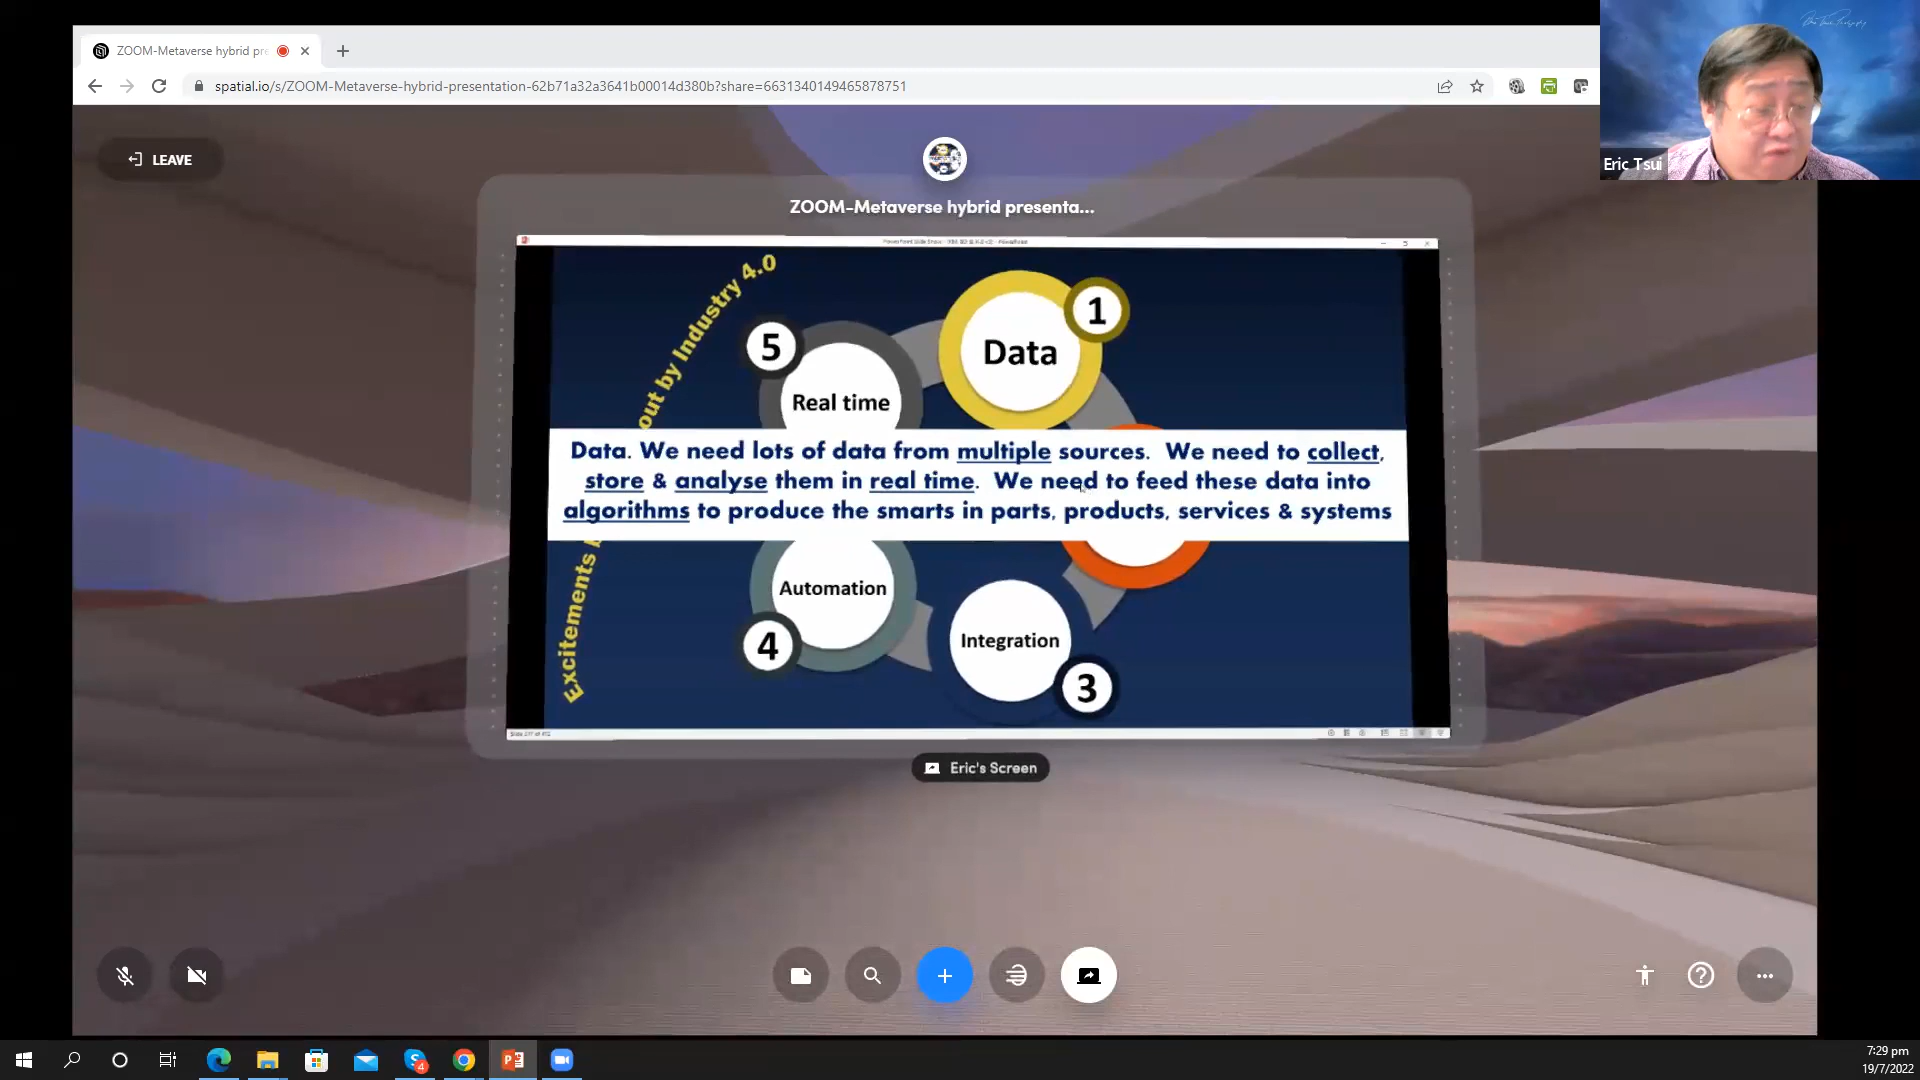 ZOOM-Metaverse hybrid pre
spatial.io/s/ZOOM-Metaverse-hybrid-presentation-62b71a32a3641b00014d380b?share=6631340149465878751
Eric Tsui
LEAVE
ZOOM-Metaverse hybrid presenta...
Excitements b
out by Industry 4.0
1
Data
5
Real time
Data. We need lots of data from multiple sources. We need to collect,
store & analyse them in real time. We need to feed these data into
algorithms to produce the smarts in parts, products, services & systems
Automation
4
Integration
3
Eric's Screen
4
7:29 pm
19/7/2022